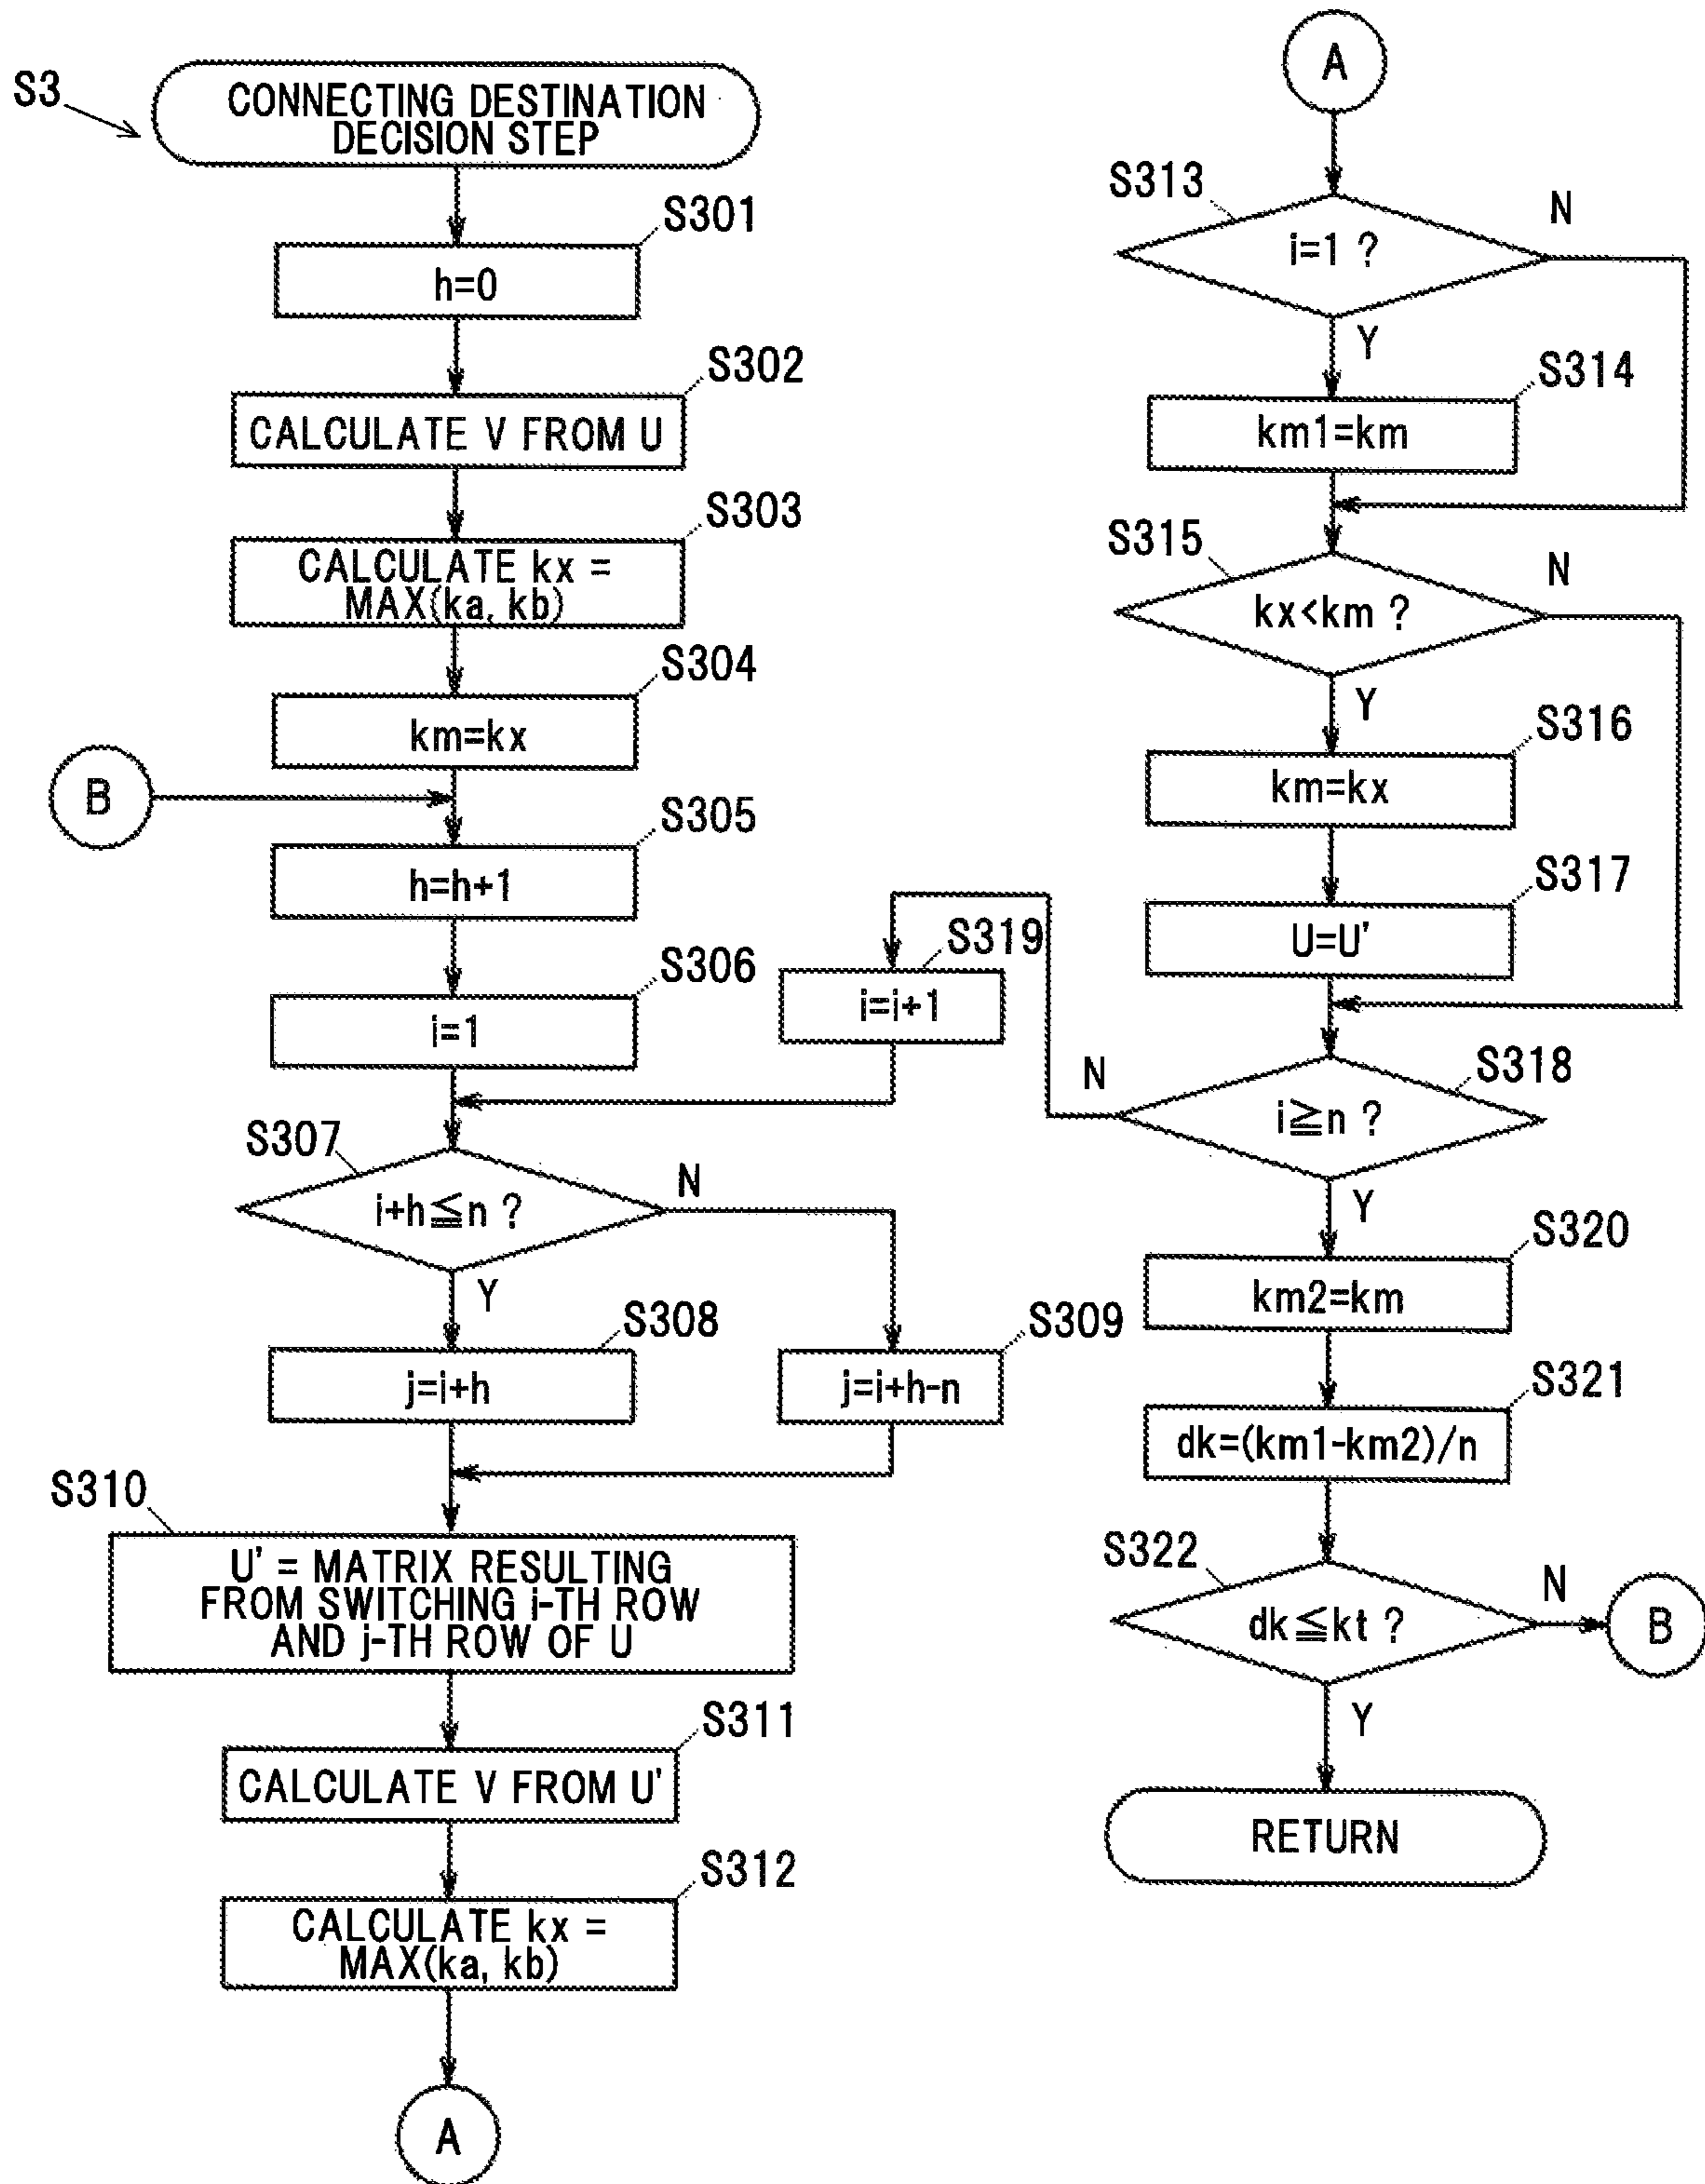 S3
CONNECTING DESTINATION
DECISION STEP
S301
h=0
S302
CALCULATE V FROM U
S303
CALCULATE kx =
MAX(ka, kb)
S304
km=kx
B
S305
h=h+1
S306
i=1
S307
i+h≦n ?
N
Y
S308
j=i+h
S309
j=i+h-n
S310
U' = MATRIX RESULTING
FROM SWITCHING i-TH ROW
AND j-TH ROW OF U
S311
CALCULATE V FROM U'
S312
CALCULATE kx =
MAX(ka, kb)
A
A
S313
i=1 ?
N
Y
S314
km1=km
S315
kx<km ?
N
Y
S316
km=kx
S317
U=U'
S318
i≧n ?
N
Y
S319
i=i+1
S320
km2=km
S321
dk=(km1-km2)/n
S322
dk≦kt ?
N
B
Y
RETURN